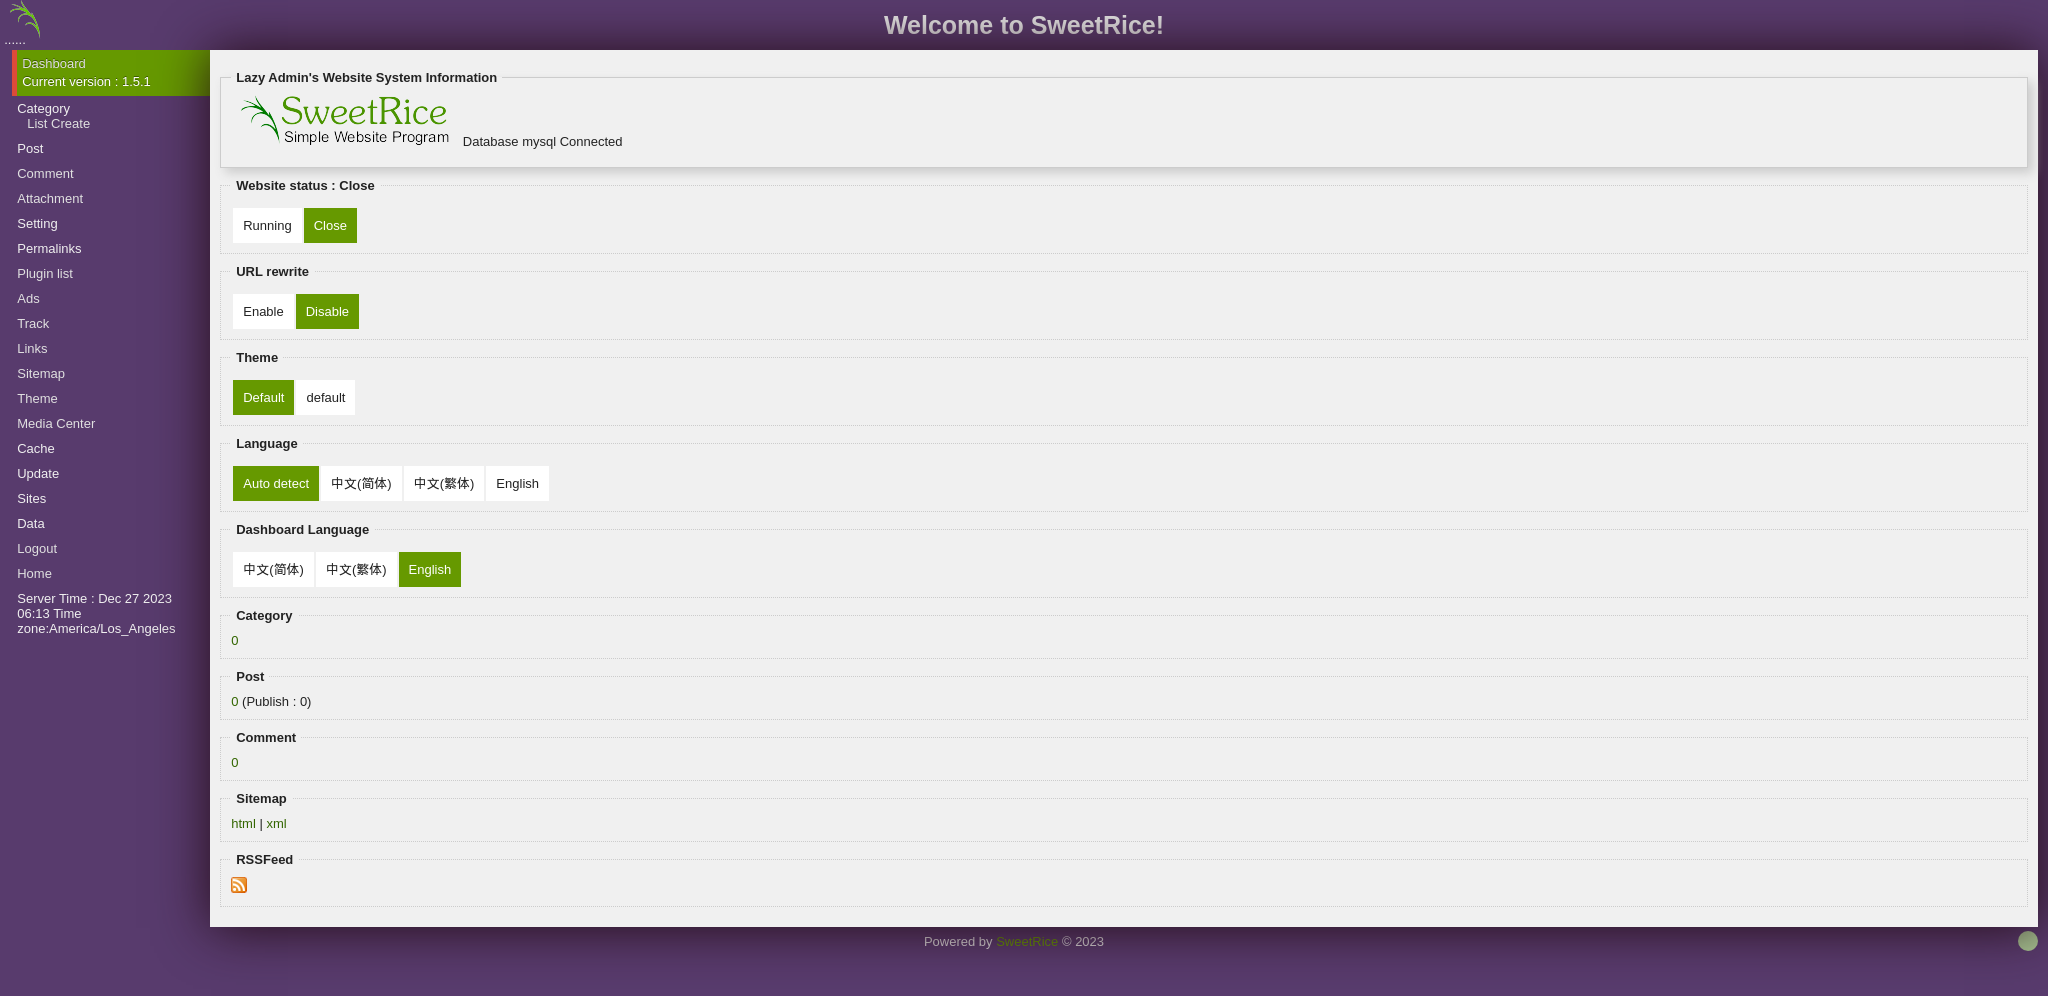 Welcome to SweetRice!
......
Dashboard
Current version : 1.5.1
Category
List Create
Post
Comment
Attachment
Setting
Permalinks
Plugin list
Ads
Track
Links
Sitemap
Theme
Media Center
Cache
Update
Sites
Data
Logout
Home
Server Time : Dec 27 2023
06:13 Time
zone:America/Los_Angeles
Lazy Admin's Website System Information
SweetRice
Simple Website Program
Database mysql Connected
Website status : Close
Running Close
URL rewrite
Enable Disable
Theme
Default default
Language
Auto detect 中文(简体) 中文(繁体) English
Dashboard Language
中文(简体) 中文(繁体) English
Category
0
Post
0 (Publish : 0)
Comment
0
Sitemap
html | xml
RSSFeed
Powered by SweetRice © 2023